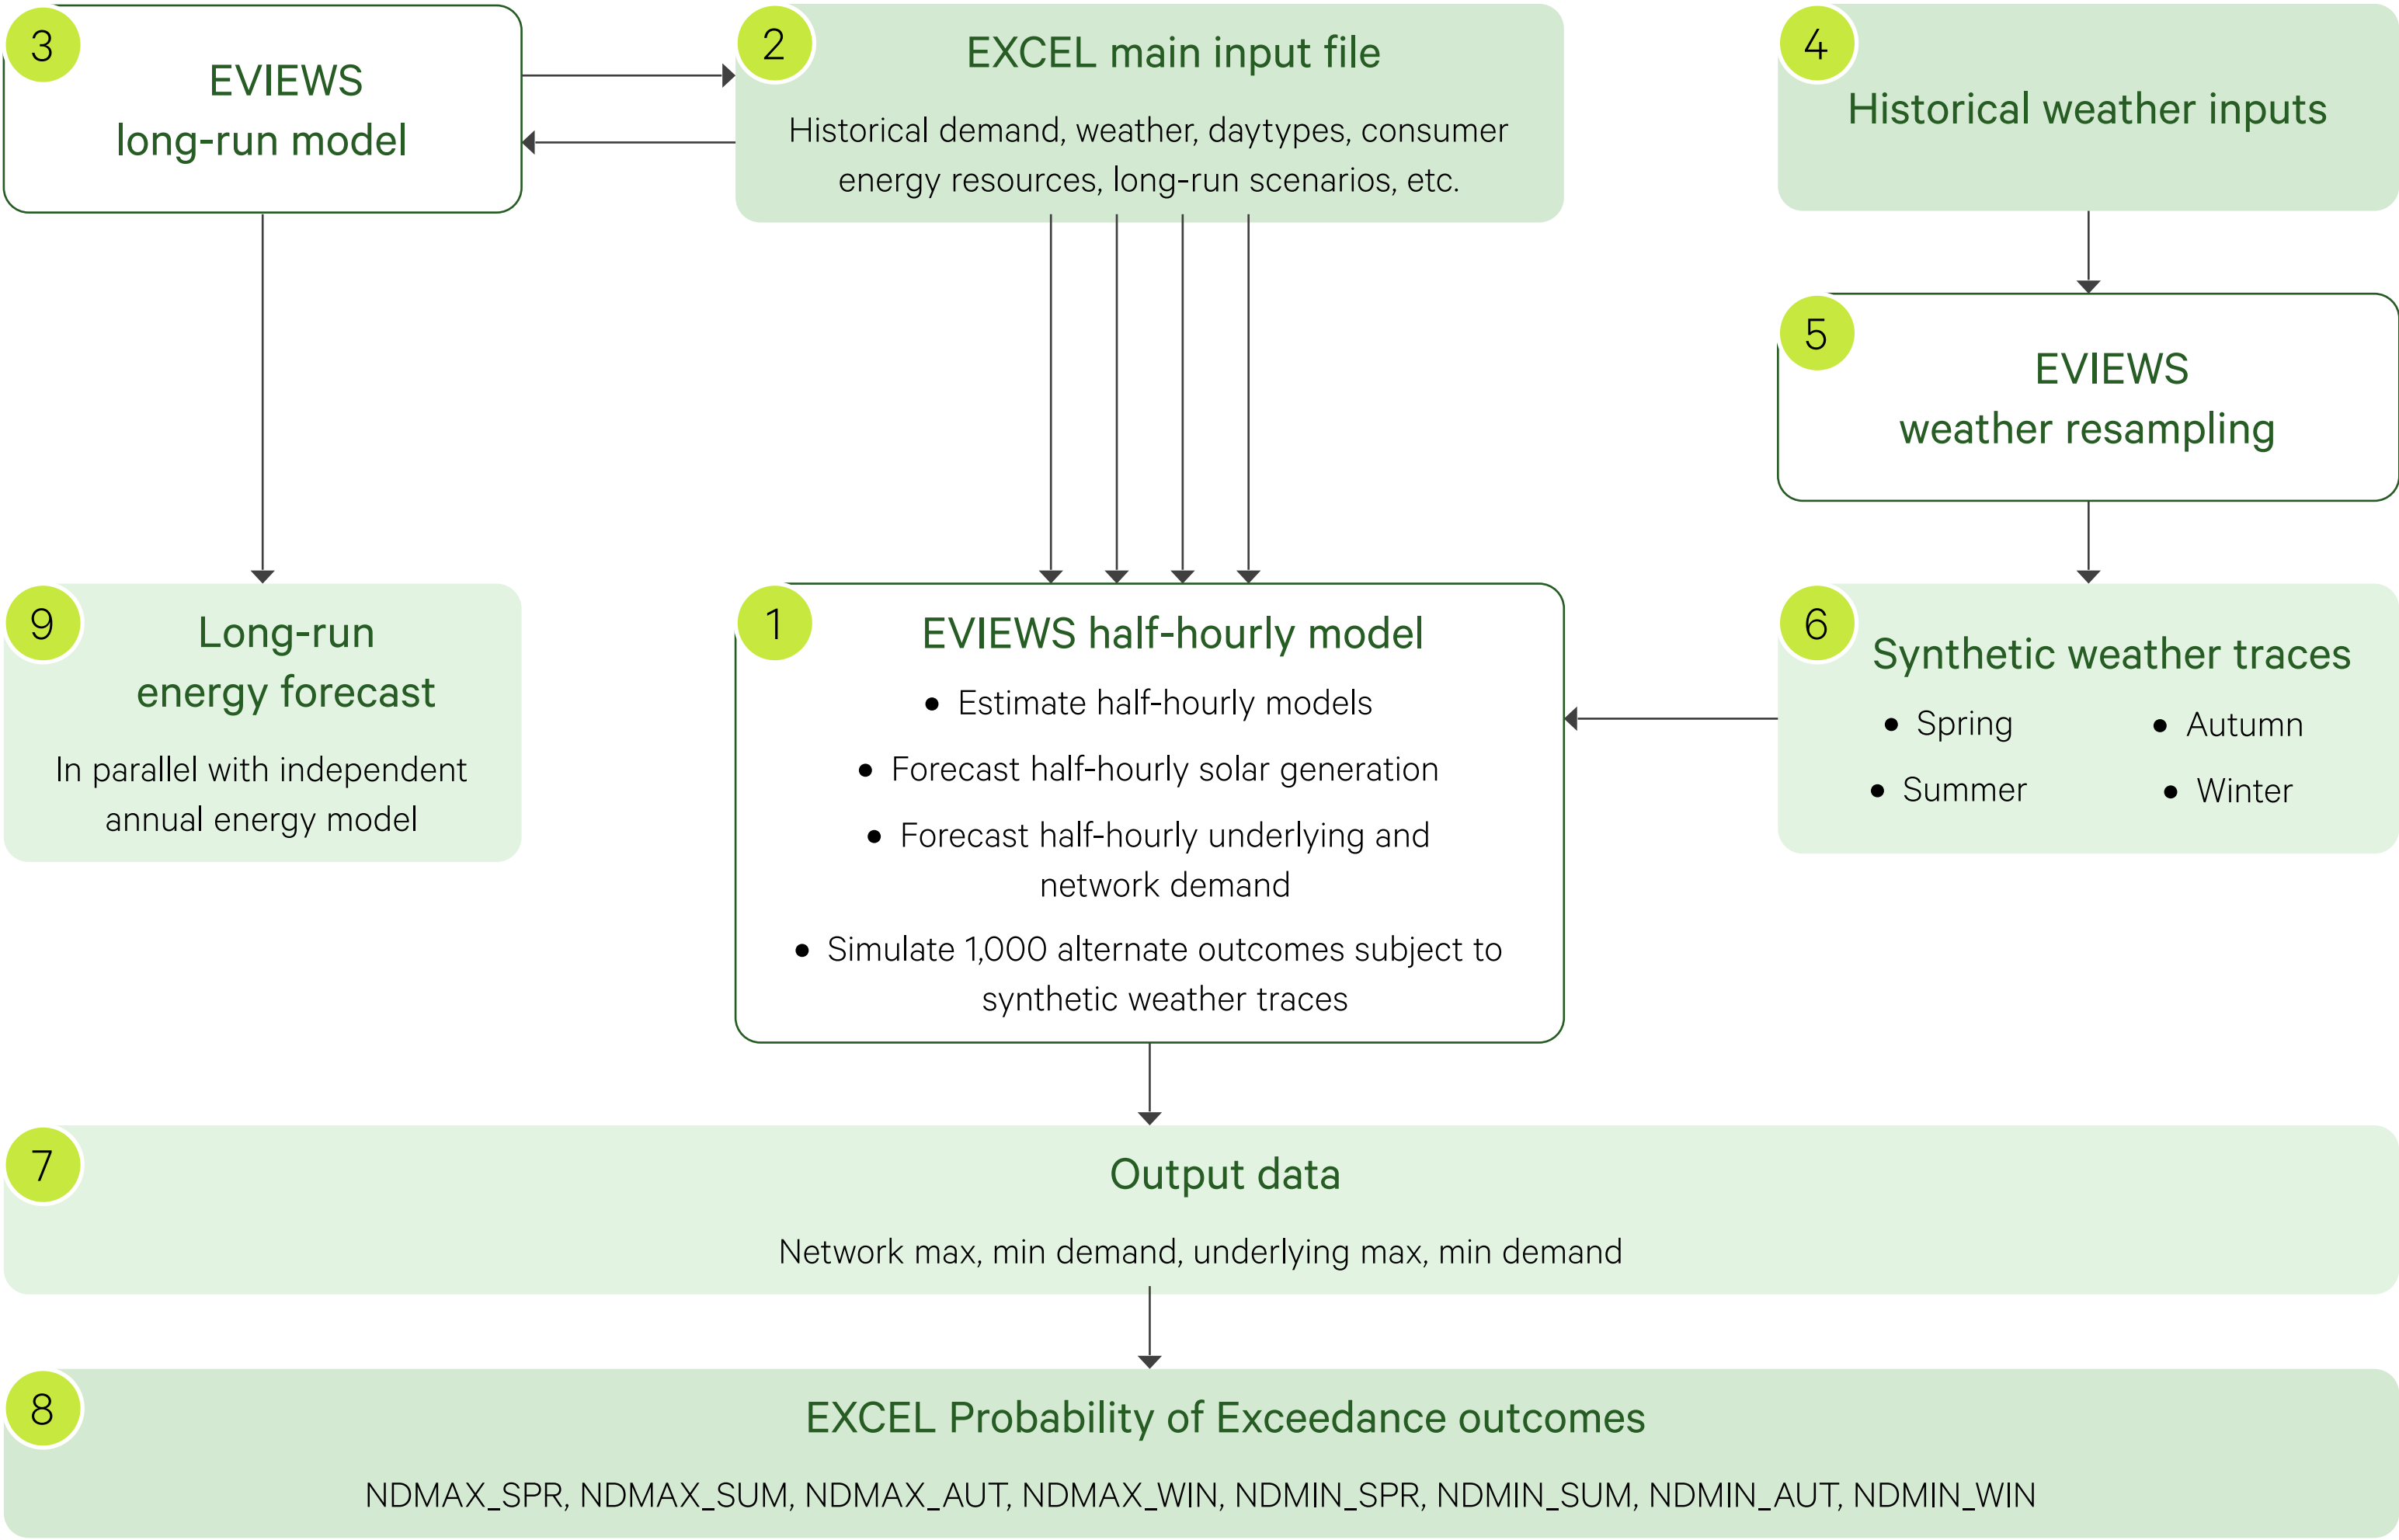 3
EVIEWS
long-run model
2
EXCEL main input file
Historical demand, weather, daytypes, consumer
energy resources, long-run scenarios, etc.
4
Historical weather inputs
5
EVIEWS
weather resampling
9
Long-run
energy forecast
In parallel with independent
annual energy model
1
EVIEWS half-hourly model
• Estimate half-hourly models
• Forecast half-hourly solar generation
• Forecast half-hourly underlying and
network demand
• Simulate 1,000 alternate outcomes subject to
synthetic weather traces
6
Synthetic weather traces
• Spring
• Summer
• Autumn
• Winter
7
Output data
Network max, min demand, underlying max, min demand
8
EXCEL Probability of Exceedance outcomes
NDMAX_SPR, NDMAX_SUM, NDMAX_AUT, NDMAX_WIN, NDMIN_SPR, NDMIN_SUM, NDMIN_AUT, NDMIN_WIN